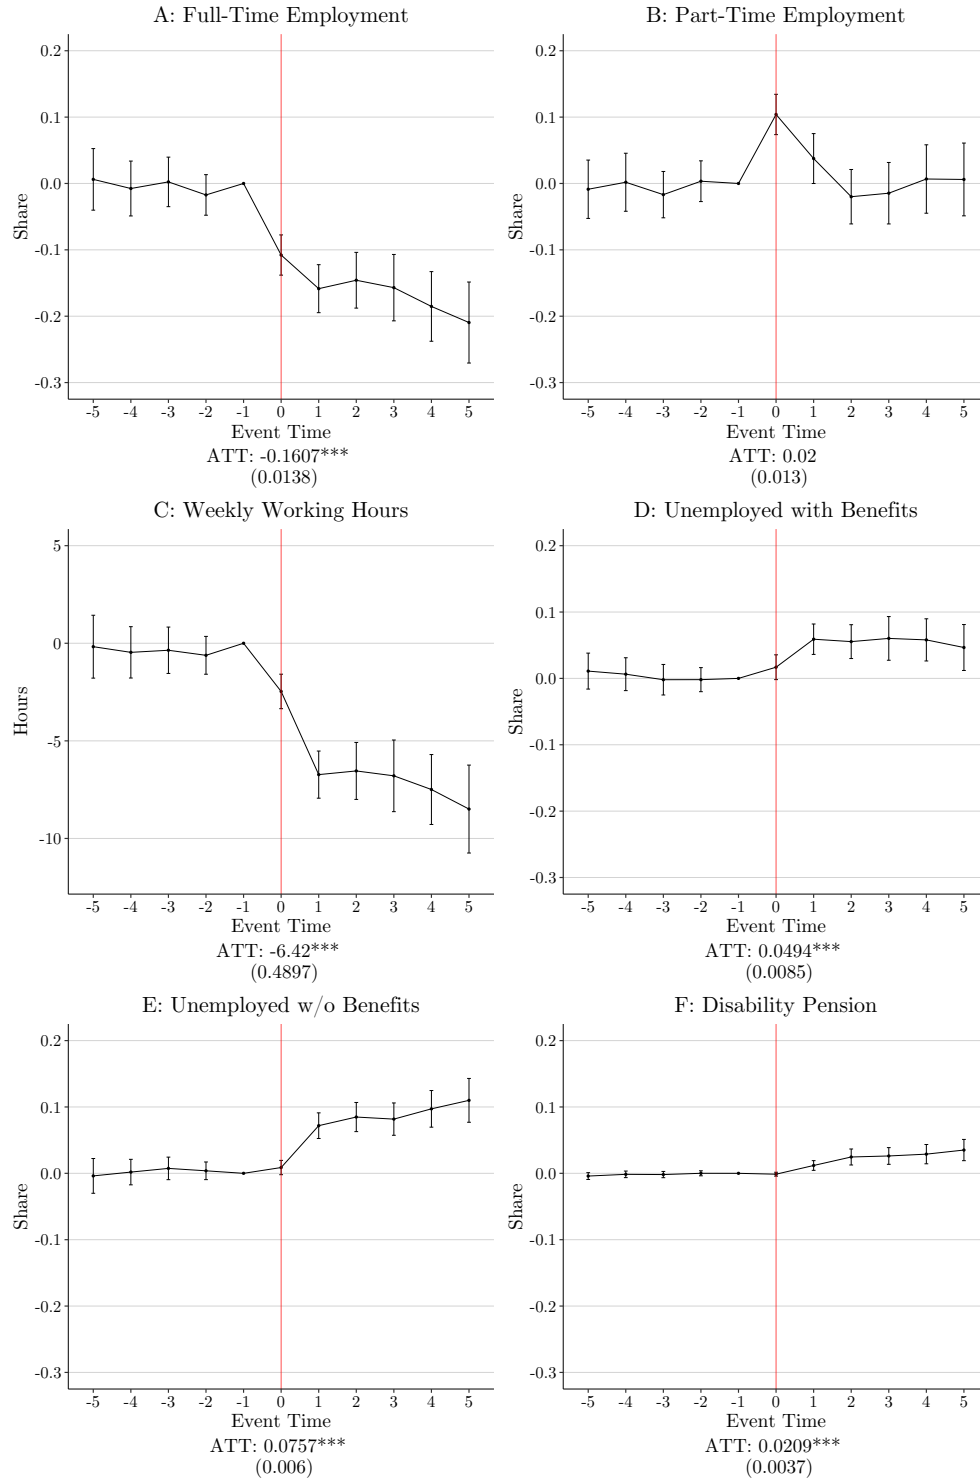 A: Full-Time Employment
0.2
0.1
0.0
-0.1
-0.2
-0.3
Share
-5 -4 -3 -2 -1 0 1 2 3 4 5
Event Time
ATT: -0.1607***
(0.0138)
B: Part-Time Employment
0.2
0.1
0.0
-0.1
-0.2
-0.3
Share
-5 -4 -3 -2 -1 0 1 2 3 4 5
Event Time
ATT: 0.02
(0.013)
C: Weekly Working Hours
5
0
-5
-10
Hours
-5 -4 -3 -2 -1 0 1 2 3 4 5
Event Time
ATT: -6.42***
(0.4897)
D: Unemployed with Benefits
0.2
0.1
0.0
-0.1
-0.2
-0.3
Share
-5 -4 -3 -2 -1 0 1 2 3 4 5
Event Time
ATT: 0.0494***
(0.0085)
E: Unemployed w/o Benefits
0.2
0.1
0.0
-0.1
-0.2
-0.3
Share
-5 -4 -3 -2 -1 0 1 2 3 4 5
Event Time
ATT: 0.0757***
(0.006)
F: Disability Pension
0.2
0.1
0.0
-0.1
-0.2
-0.3
Share
-5 -4 -3 -2 -1 0 1 2 3 4 5
Event Time
ATT: 0.0209***
(0.0037)